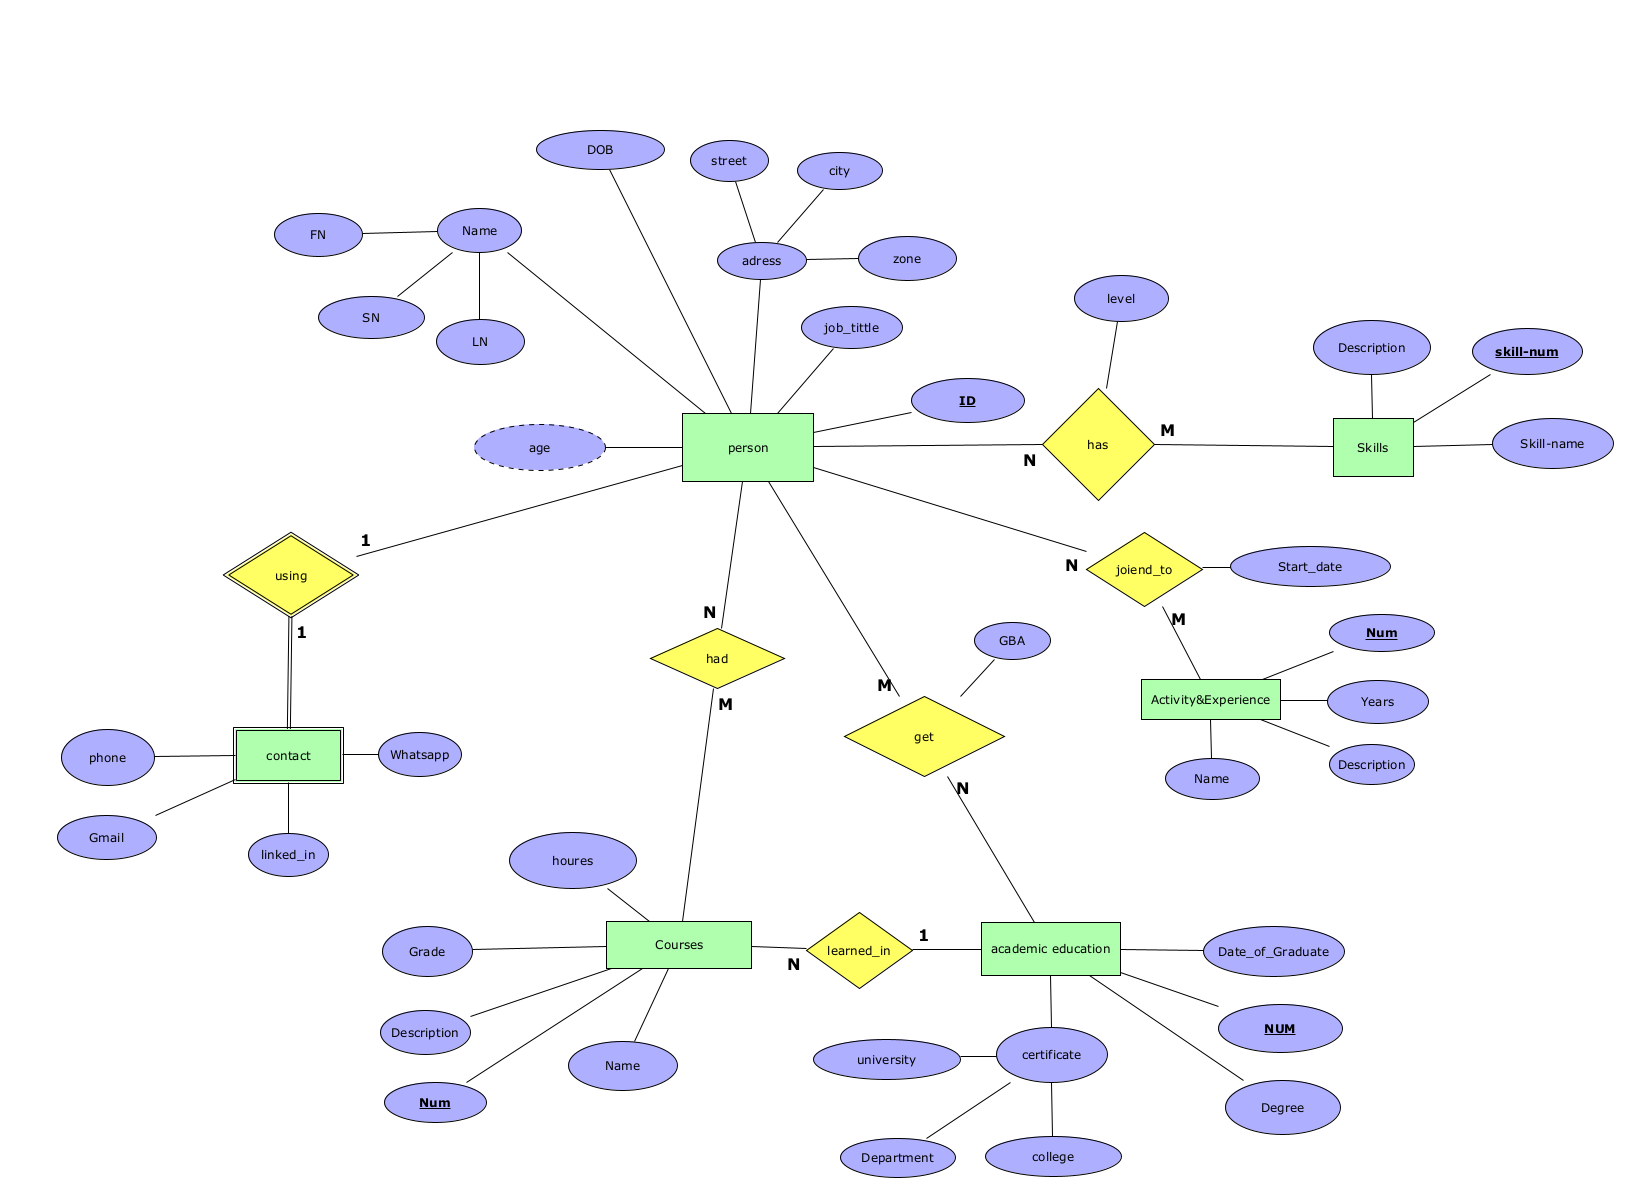 DOB
street
city
FN
Name
adress
zone
SN
LN
job_tittle
level
Description
skill-num
ID
age
person
has
M
N
Skills
Skill-name
1
using
1
N
joiend_to
Start_date
M
N
had
M
GBA
Num
M
get
N
Activity&Experience
Years
Name
Description
phone
contact
Whatsapp
Gmail
linked_in
houres
Grade
Courses
N
learned_in
1
academic education
Date_of_Graduate
Description
Num
Name
university
certificate
NUM
Degree
Department
college